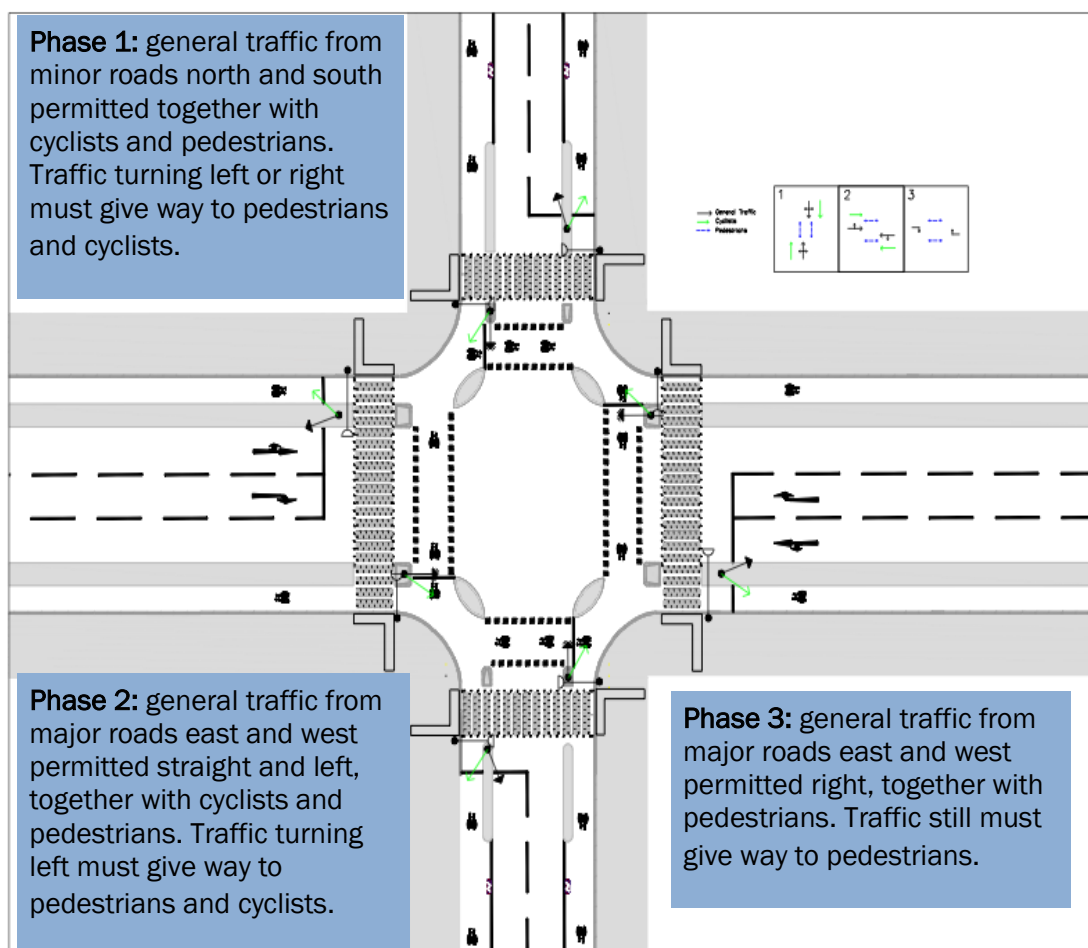 Phase 1: general traffic from
minor roads north and south
permitted together with
cyclists and pedestrians.
Traffic turning left or right
must give way to pedestrians
and cyclists.
1 2 3
General Traffic
Cyclists
Pedestrians
Phase 2: general traffic from
major roads east and west
permitted straight and left,
together with cyclists and
pedestrians. Traffic turning
left must give way to
pedestrians and cyclists.
Phase 3: general traffic from
major roads east and west
permitted right, together with
pedestrians. Traffic still must
give way to pedestrians.